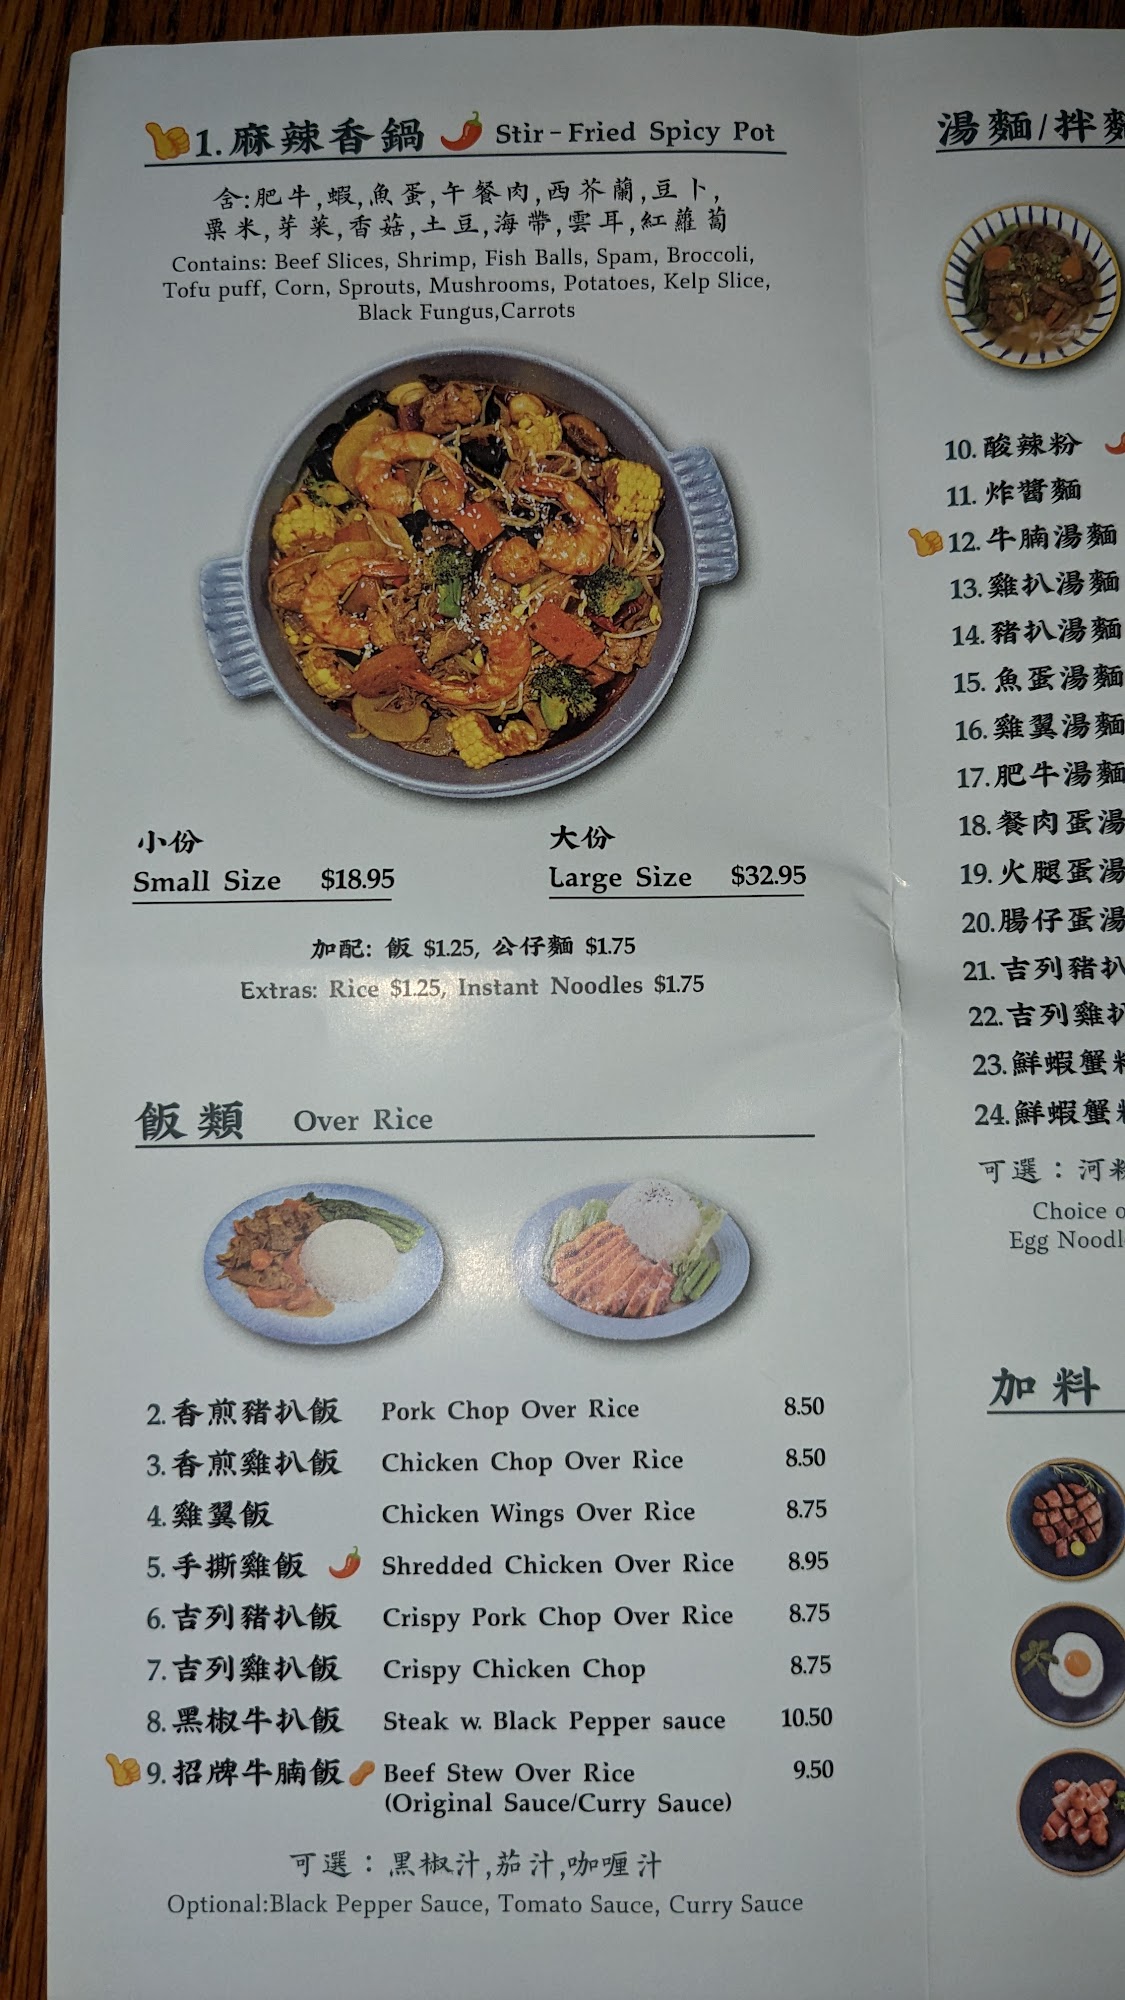 1. 麻辣香鍋 Stir-Fried Spicy Pot
含:肥牛,蝦,魚蛋,午餐肉,西芥蘭,豆卜,
粟米,芽菜,香菇,土豆,海帶,雲耳,紅蘿蔔
Contains: Beef Slices, Shrimp, Fish Balls, Spam, Broccoli,
Tofu puff, Corn, Sprouts, Mushrooms, Potatoes, Kelp Slice,
Black Fungus,Carrots
小份
Small Size $18.95
大份
Large Size $32.95
加配: 飯 $1.25, 公仔麵 $1.75
Extras: Rice $1.25, Instant Noodles $1.75
飯類 Over Rice
2. 香煎豬扒飯 Pork Chop Over Rice 8.50
3. 香煎雞扒飯 Chicken Chop Over Rice 8.50
4. 雞翼飯 Chicken Wings Over Rice 8.75
5. 手撕雞飯 Shredded Chicken Over Rice 8.95
6. 吉列豬扒飯 Crispy Pork Chop Over Rice 8.75
7. 吉列雞扒飯 Crispy Chicken Chop 8.75
8. 黑椒牛扒飯 Steak w. Black Pepper sauce 10.50
9. 招牌牛腩飯 Beef Stew Over Rice 9.50
(Original Sauce/Curry Sauce)
可選：黑椒汁,茄汁,咖喱汁
Optional:Black Pepper Sauce, Tomato Sauce, Curry Sauce
湯麵/拌
10. 酸辣粉
11. 炸醬麵
12. 牛腩湯麵
13. 雞扒湯麵
14. 豬扒湯麵
15. 魚蛋湯麵
16. 雞翼湯麵
17. 肥牛湯麵
18. 餐肉蛋湯
19. 火腿蛋湯
20. 腸仔蛋湯
21. 吉列豬扒
22. 吉列雞
23. 鮮蝦蟹
24. 鮮蝦蟹
可選：河
Choice
Egg
加料